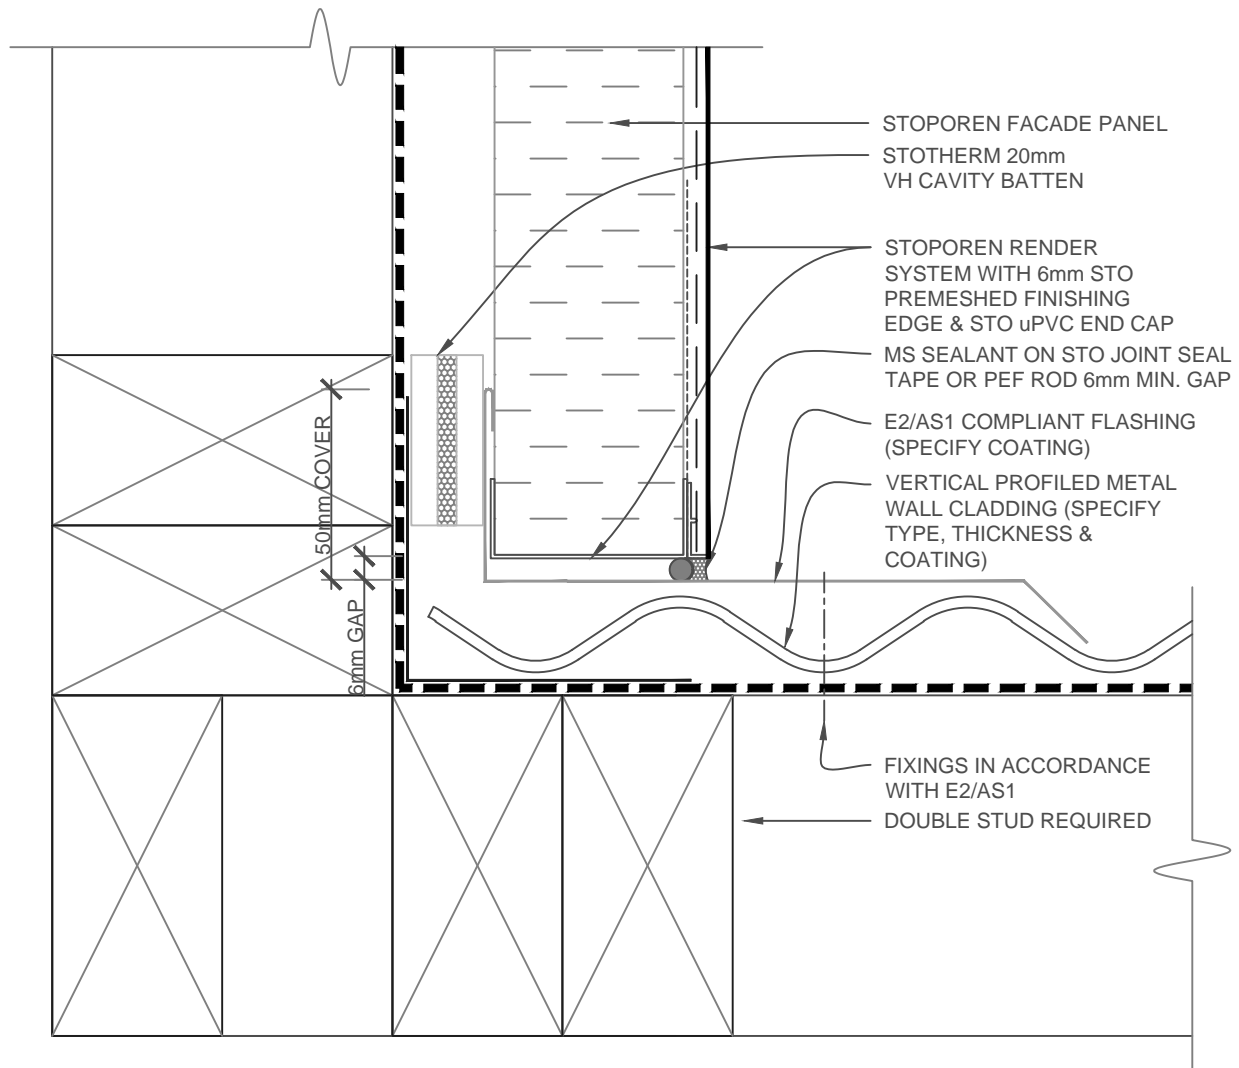 STOPOREN FACADE PANEL
STOTHERM 20mm
VH CAVITY BATTEN
STOPOREN RENDER
SYSTEM WITH 6mm STO
PREMESHED FINISHING
EDGE & STO uPVC END CAP
MS SEALANT ON STO JOINT SEAL
TAPE OR PEF ROD 6mm MIN. GAP
E2/AS1 COMPLIANT FLASHING
(SPECIFY COATING)
VERTICAL PROFILED METAL
WALL CLADDING (SPECIFY
TYPE, THICKNESS &
COATING)
50mm COVER
6mm GAP
FIXINGS IN ACCORDANCE
WITH E2/AS1
DOUBLE STUD REQUIRED